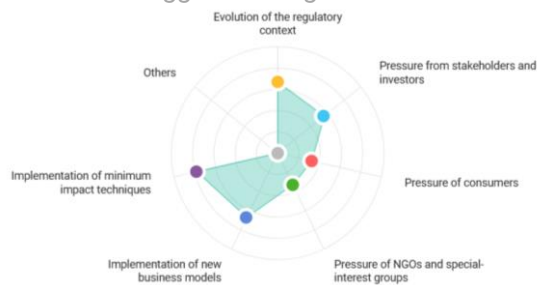 Evolution of the regulatory
context
Pressure from stakeholders and
investors
Others
Implementation of minimum
impact techniques
Pressure of consumers
Implementation of new
business models
Pressure of NGOs and special-
interest groups